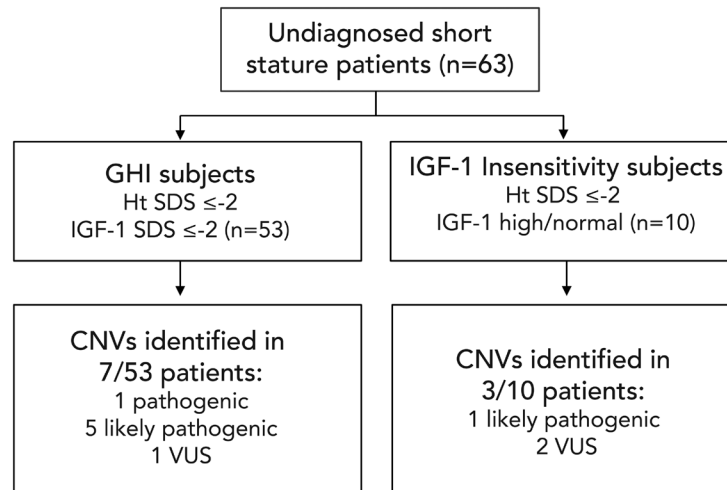 Undiagnosed short
stature patients (n=63)
GHI subjects
Ht SDS ≤-2
IGF-1 SDS ≤-2 (n=53)
IGF-1 Insensitivity subjects
Ht SDS ≤-2
IGF-1 high/normal (n=10)
CNVs identified in
7/53 patients:
1 pathogenic
5 likely pathogenic
1 VUS
CNVs identified in
3/10 patients:
1 likely pathogenic
2 VUS